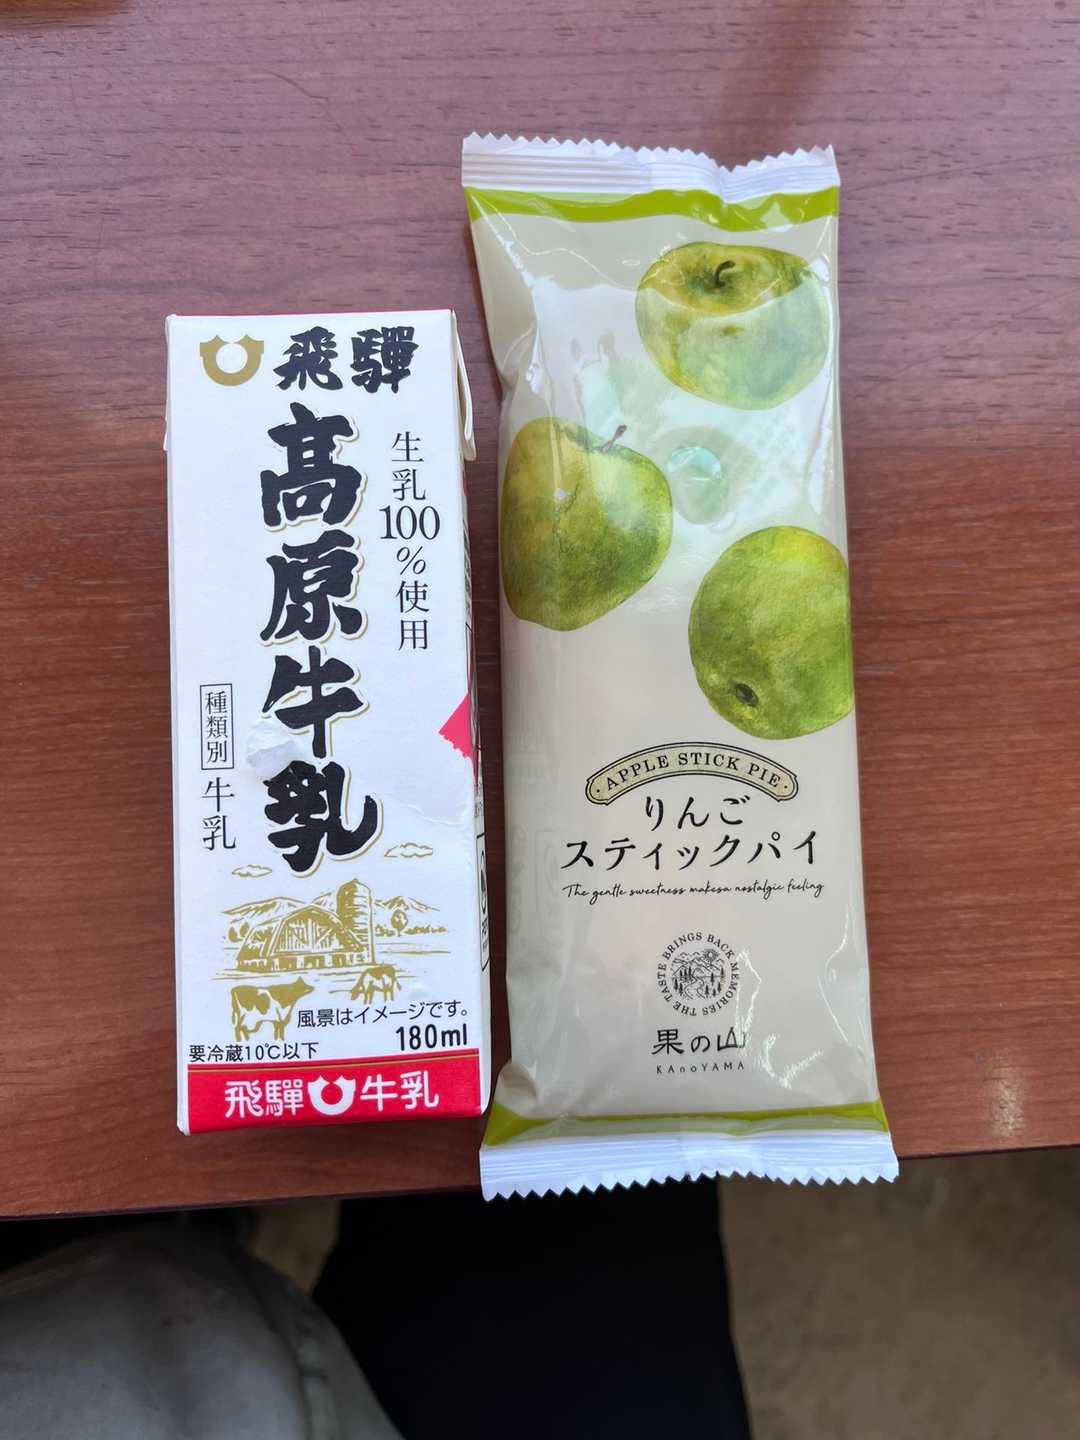 飛騨
高原牛乳
生乳100%使用
種類別
牛乳
風景はイメージです。
180ml
要冷蔵10℃以下
飛騨牛乳
APPLE STICK PIE
りんご
スティックパイ
The gentle sweetness makesa nostalgic feeling
THE TASTE BRINGS BACK MEMORIES
果の山
KAnoYAMA